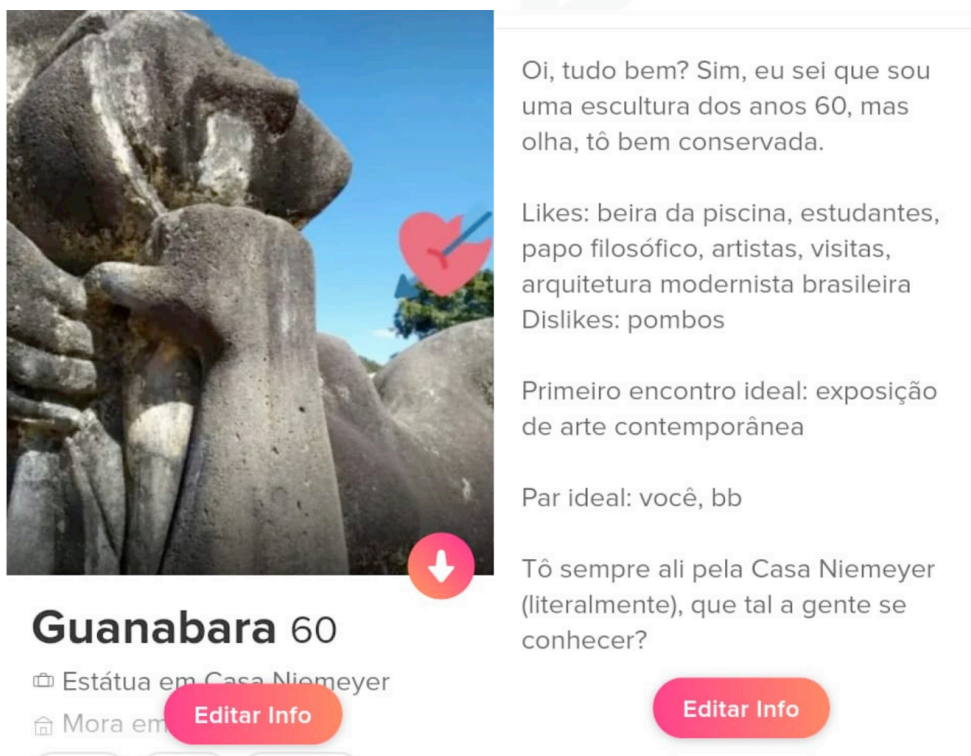 Guanabara 60
Estátua em Casa Niemeyer
Mora em
Editar Info
Oi, tudo bem? Sim, eu sei que sou
uma escultura dos anos 60, mas
olha, tô bem conservada.
Likes: beira da piscina, estudantes,
papo filosófico, artistas, visitas,
arquitetura modernista brasileira
Dislikes: pombos
Primeiro encontro ideal: exposição
de arte contemporânea
Par ideal: você, bb
Tô sempre ali pela Casa Niemeyer
(literalmente), que tal a gente se
conhecer?
Editar Info